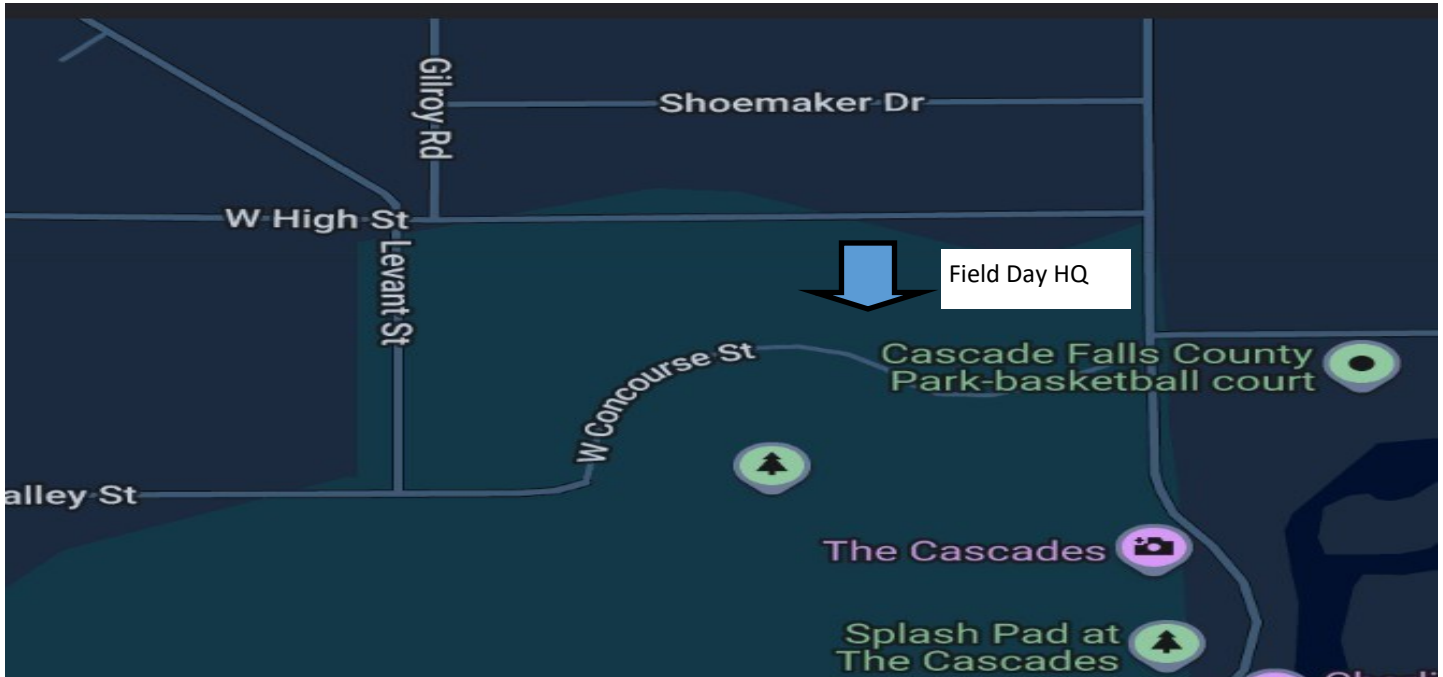 Gilroy Rd
Shoemaker Dr
W High St
Levant St
Field Day HQ
Cascade Falls County
Park-basketball court
W Concourse St
alley St
The Cascades
Splash Pad at
The Cascades